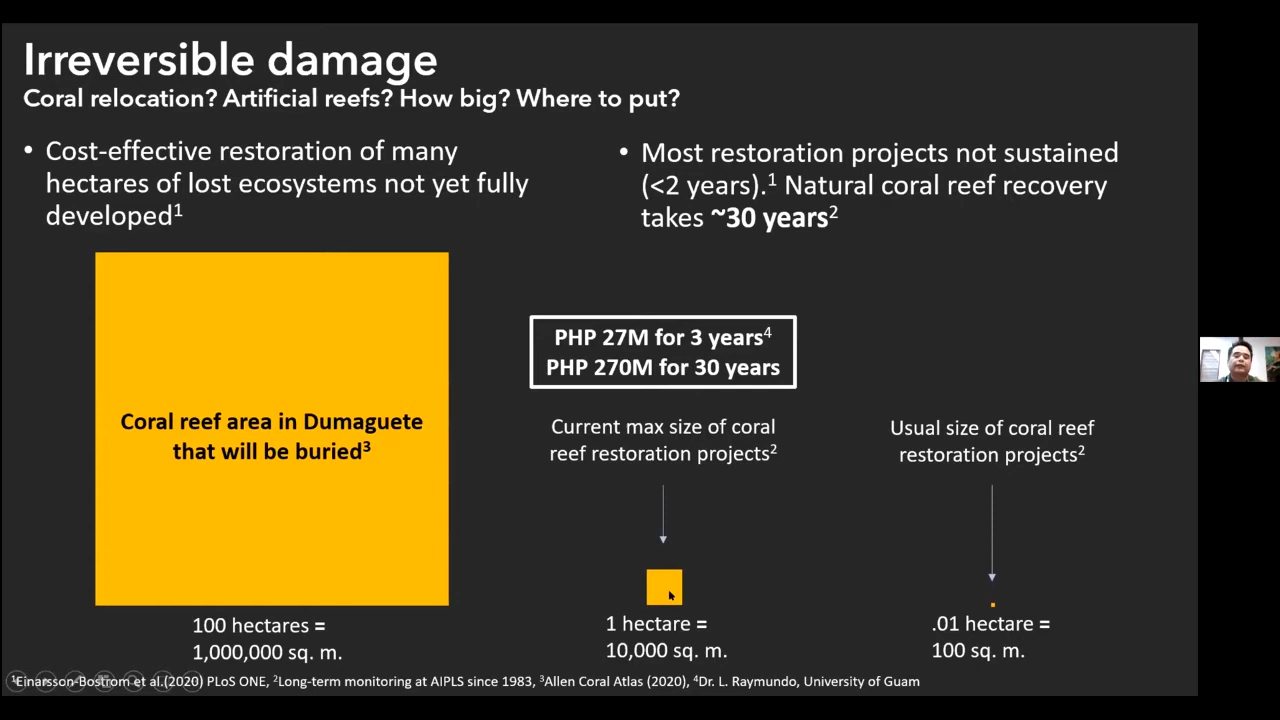 Irreversible damage
Coral relocation? Artificial reefs? How big? Where to put?
• Cost-effective restoration of many
hectares of lost ecosystems not yet fully
developed¹
• Most restoration projects not sustained
(<2 years).¹ Natural coral reef recovery
takes ~30 years²
Coral reef area in Dumaguete
that will be buried³
100 hectares =
1,000,000 sq. m.
PHP 27M for 3 years⁴
PHP 270M for 30 years
Current max size of coral
reef restoration projects²
1 hectare =
10,000 sq. m.
Usual size of coral reef
restoration projects²
.01 hectare =
100 sq. m.
¹Einarsson-Bostrom et al.(2020) PLoS ONE, ²Long-term monitoring at AIPLS since 1983, ³Allen Coral Atlas (2020), ⁴Dr. L. Raymundo, University of Guam